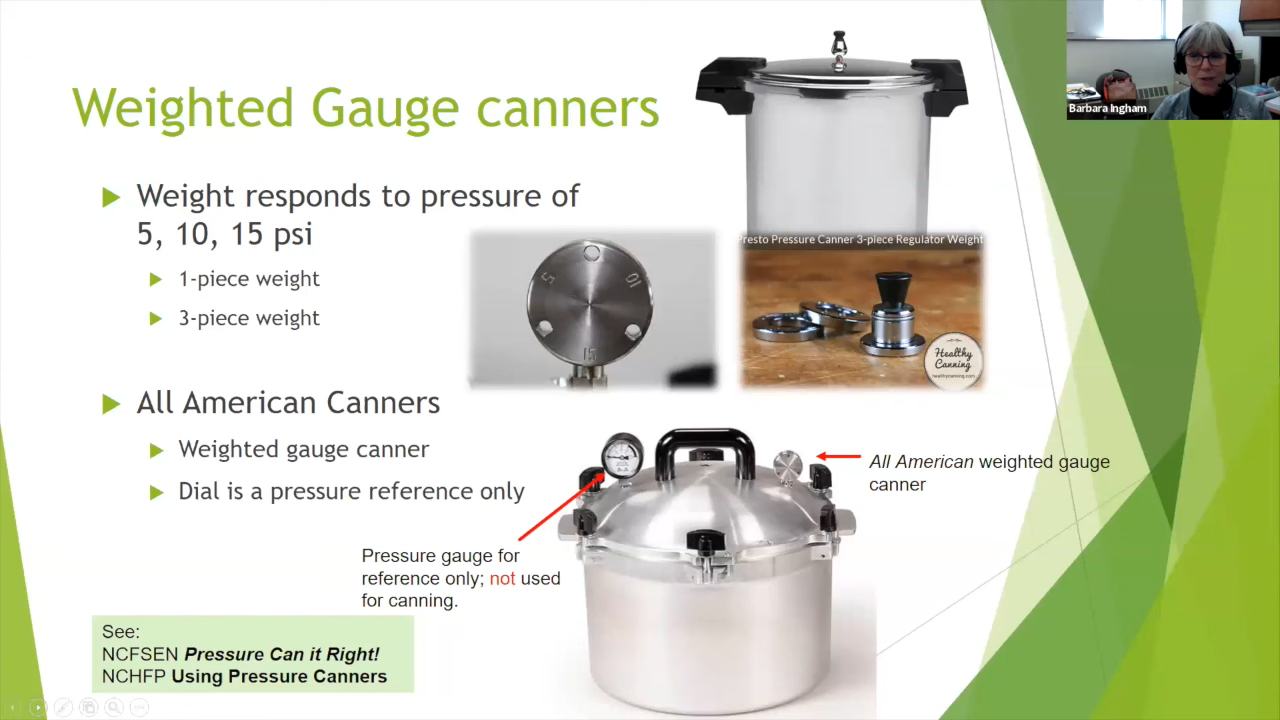 Weighted Gauge canners
Barbara Ingham
Weight responds to pressure of
5, 10, 15 psi
1-piece weight
3-piece weight
Presto Pressure Canner 3-piece Regulator Weight
5
10
15
Healthy
Canning
healthycanning.com
All American Canners
Weighted gauge canner
Dial is a pressure reference only
All American weighted gauge
canner
Pressure gauge for
reference only; not used
for canning.
See:
NCFSEN Pressure Can it Right!
NCHFP Using Pressure Canners